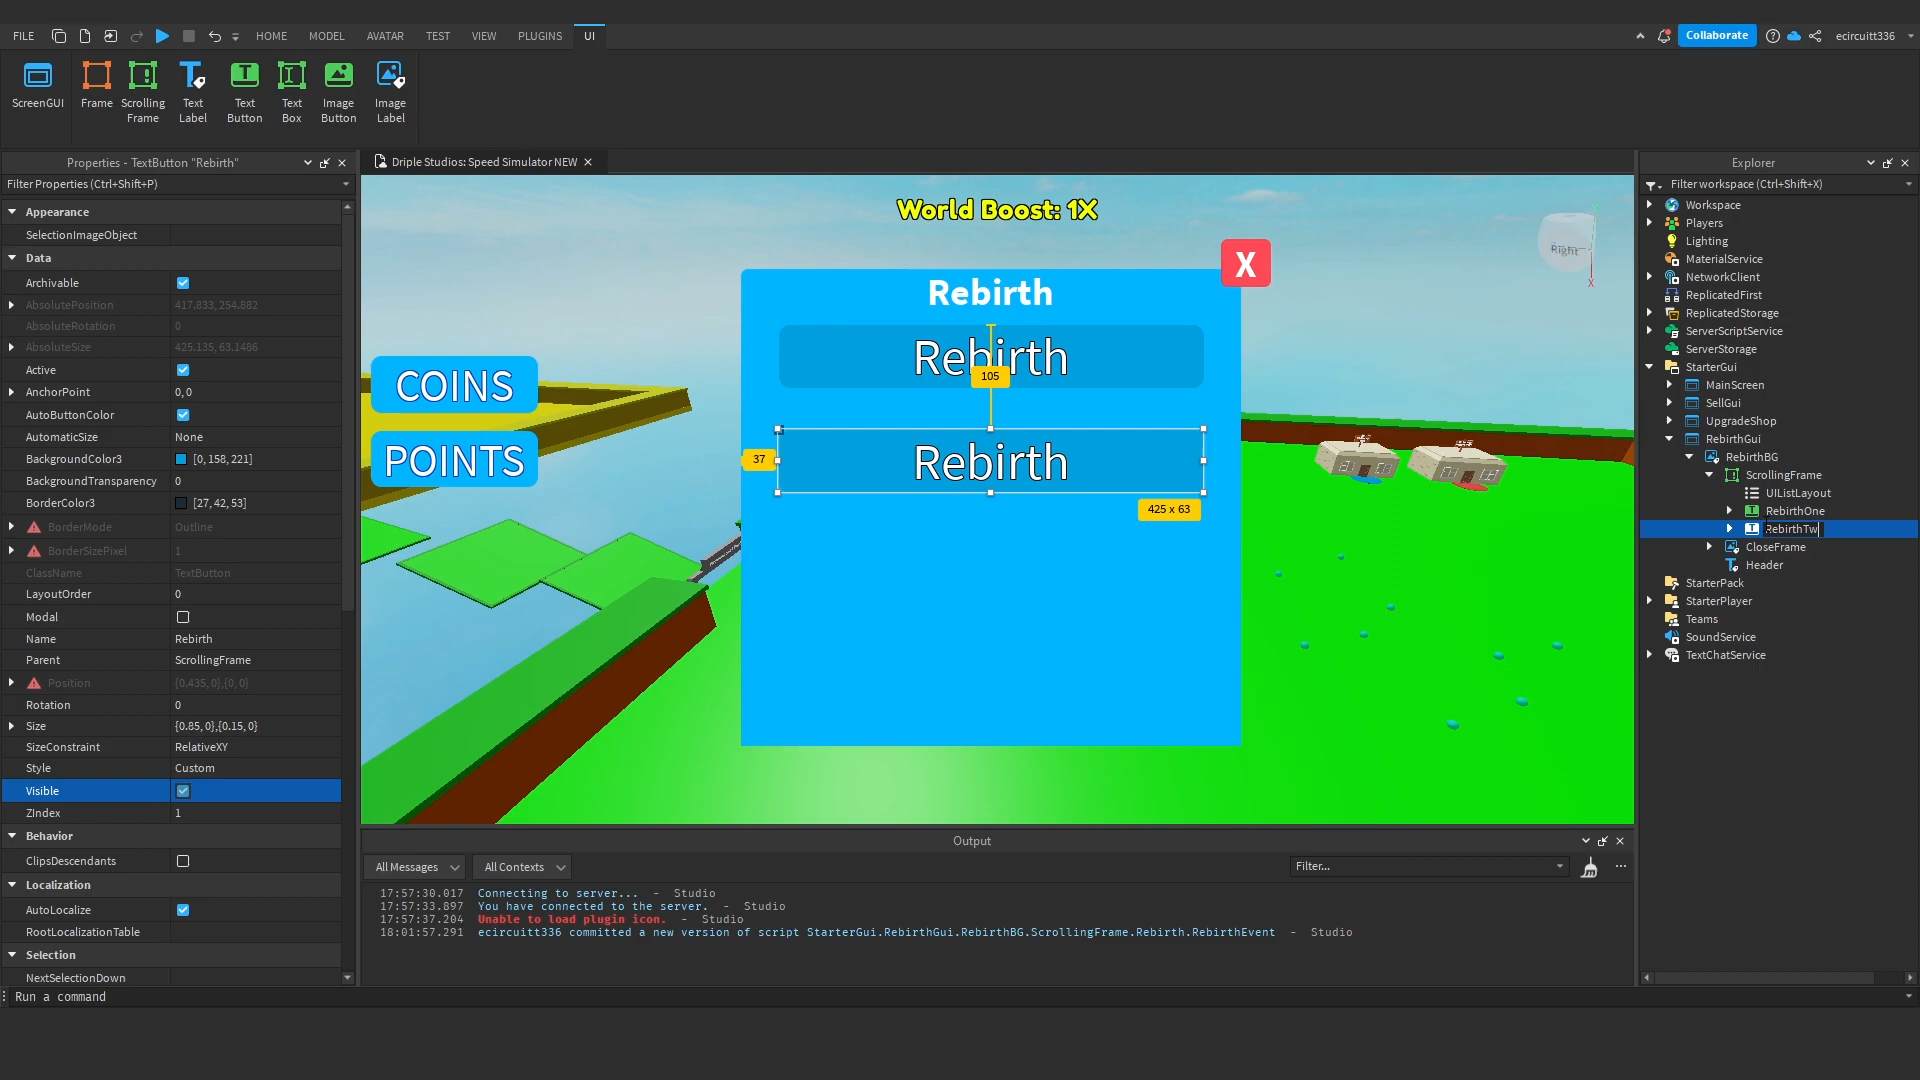 FILE HOME MODEL AVATAR TEST VIEW PLUGINS UI Collaborate ecircuitt336
ScreenGUI Frame Scrolling Frame Text Label Text Button Text Box Image Button Image Label
Properties - TextButton "Rebirth"
Filter Properties (Ctrl+Shift+P)
Appearance
SelectionImageObject
Data
Archivable
AbsolutePosition 417.833, 254.882
AbsoluteRotation 0
AbsoluteSize 425.135, 63.1486
Active
AnchorPoint 0, 0
AutoButtonColor
AutomaticSize None
BackgroundColor3 [0, 158, 221]
BackgroundTransparency 0
BorderColor3 [27, 42, 53]
BorderMode Outline
BorderSizePixel 1
ClassName TextButton
LayoutOrder 0
Modal
Name Rebirth
Parent ScrollingFrame
Position {0.435, 0},{0, 0}
Rotation 0
Size {0.85, 0},{0.15, 0}
SizeConstraint RelativeXY
Style Custom
Visible
ZIndex 1
Behavior
ClipsDescendants
Localization
AutoLocalize
RootLocalizationTable
Selection
NextSelectionDown
Driple Studios: Speed Simulator NEW
World Boost: 1X
X
Rebirth
Rebirth
105
COINS
POINTS
37
Rebirth
425 x 63
Right
X
Output
All Messages All Contexts Filter...
17:57:30.017 Connecting to server... - Studio
17:57:33.897 You have connected to the server. - Studio
17:57:37.204 Unable to load plugin icon. - Studio
18:01:57.291 ecircuitt336 committed a new version of script StarterGui.RebirthGui.RebirthBG.ScrollingFrame.Rebirth.RebirthEvent - Studio
Explorer
Filter workspace (Ctrl+Shift+X)
Workspace
Players
Lighting
MaterialService
NetworkClient
ReplicatedFirst
ReplicatedStorage
ServerScriptService
ServerStorage
StarterGui
MainScreen
SellGui
UpgradeShop
RebirthGui
RebirthBG
ScrollingFrame
UIListLayout
RebirthOne
RebirthTw
CloseFrame
Header
StarterPack
StarterPlayer
Teams
SoundService
TextChatService
Run a command